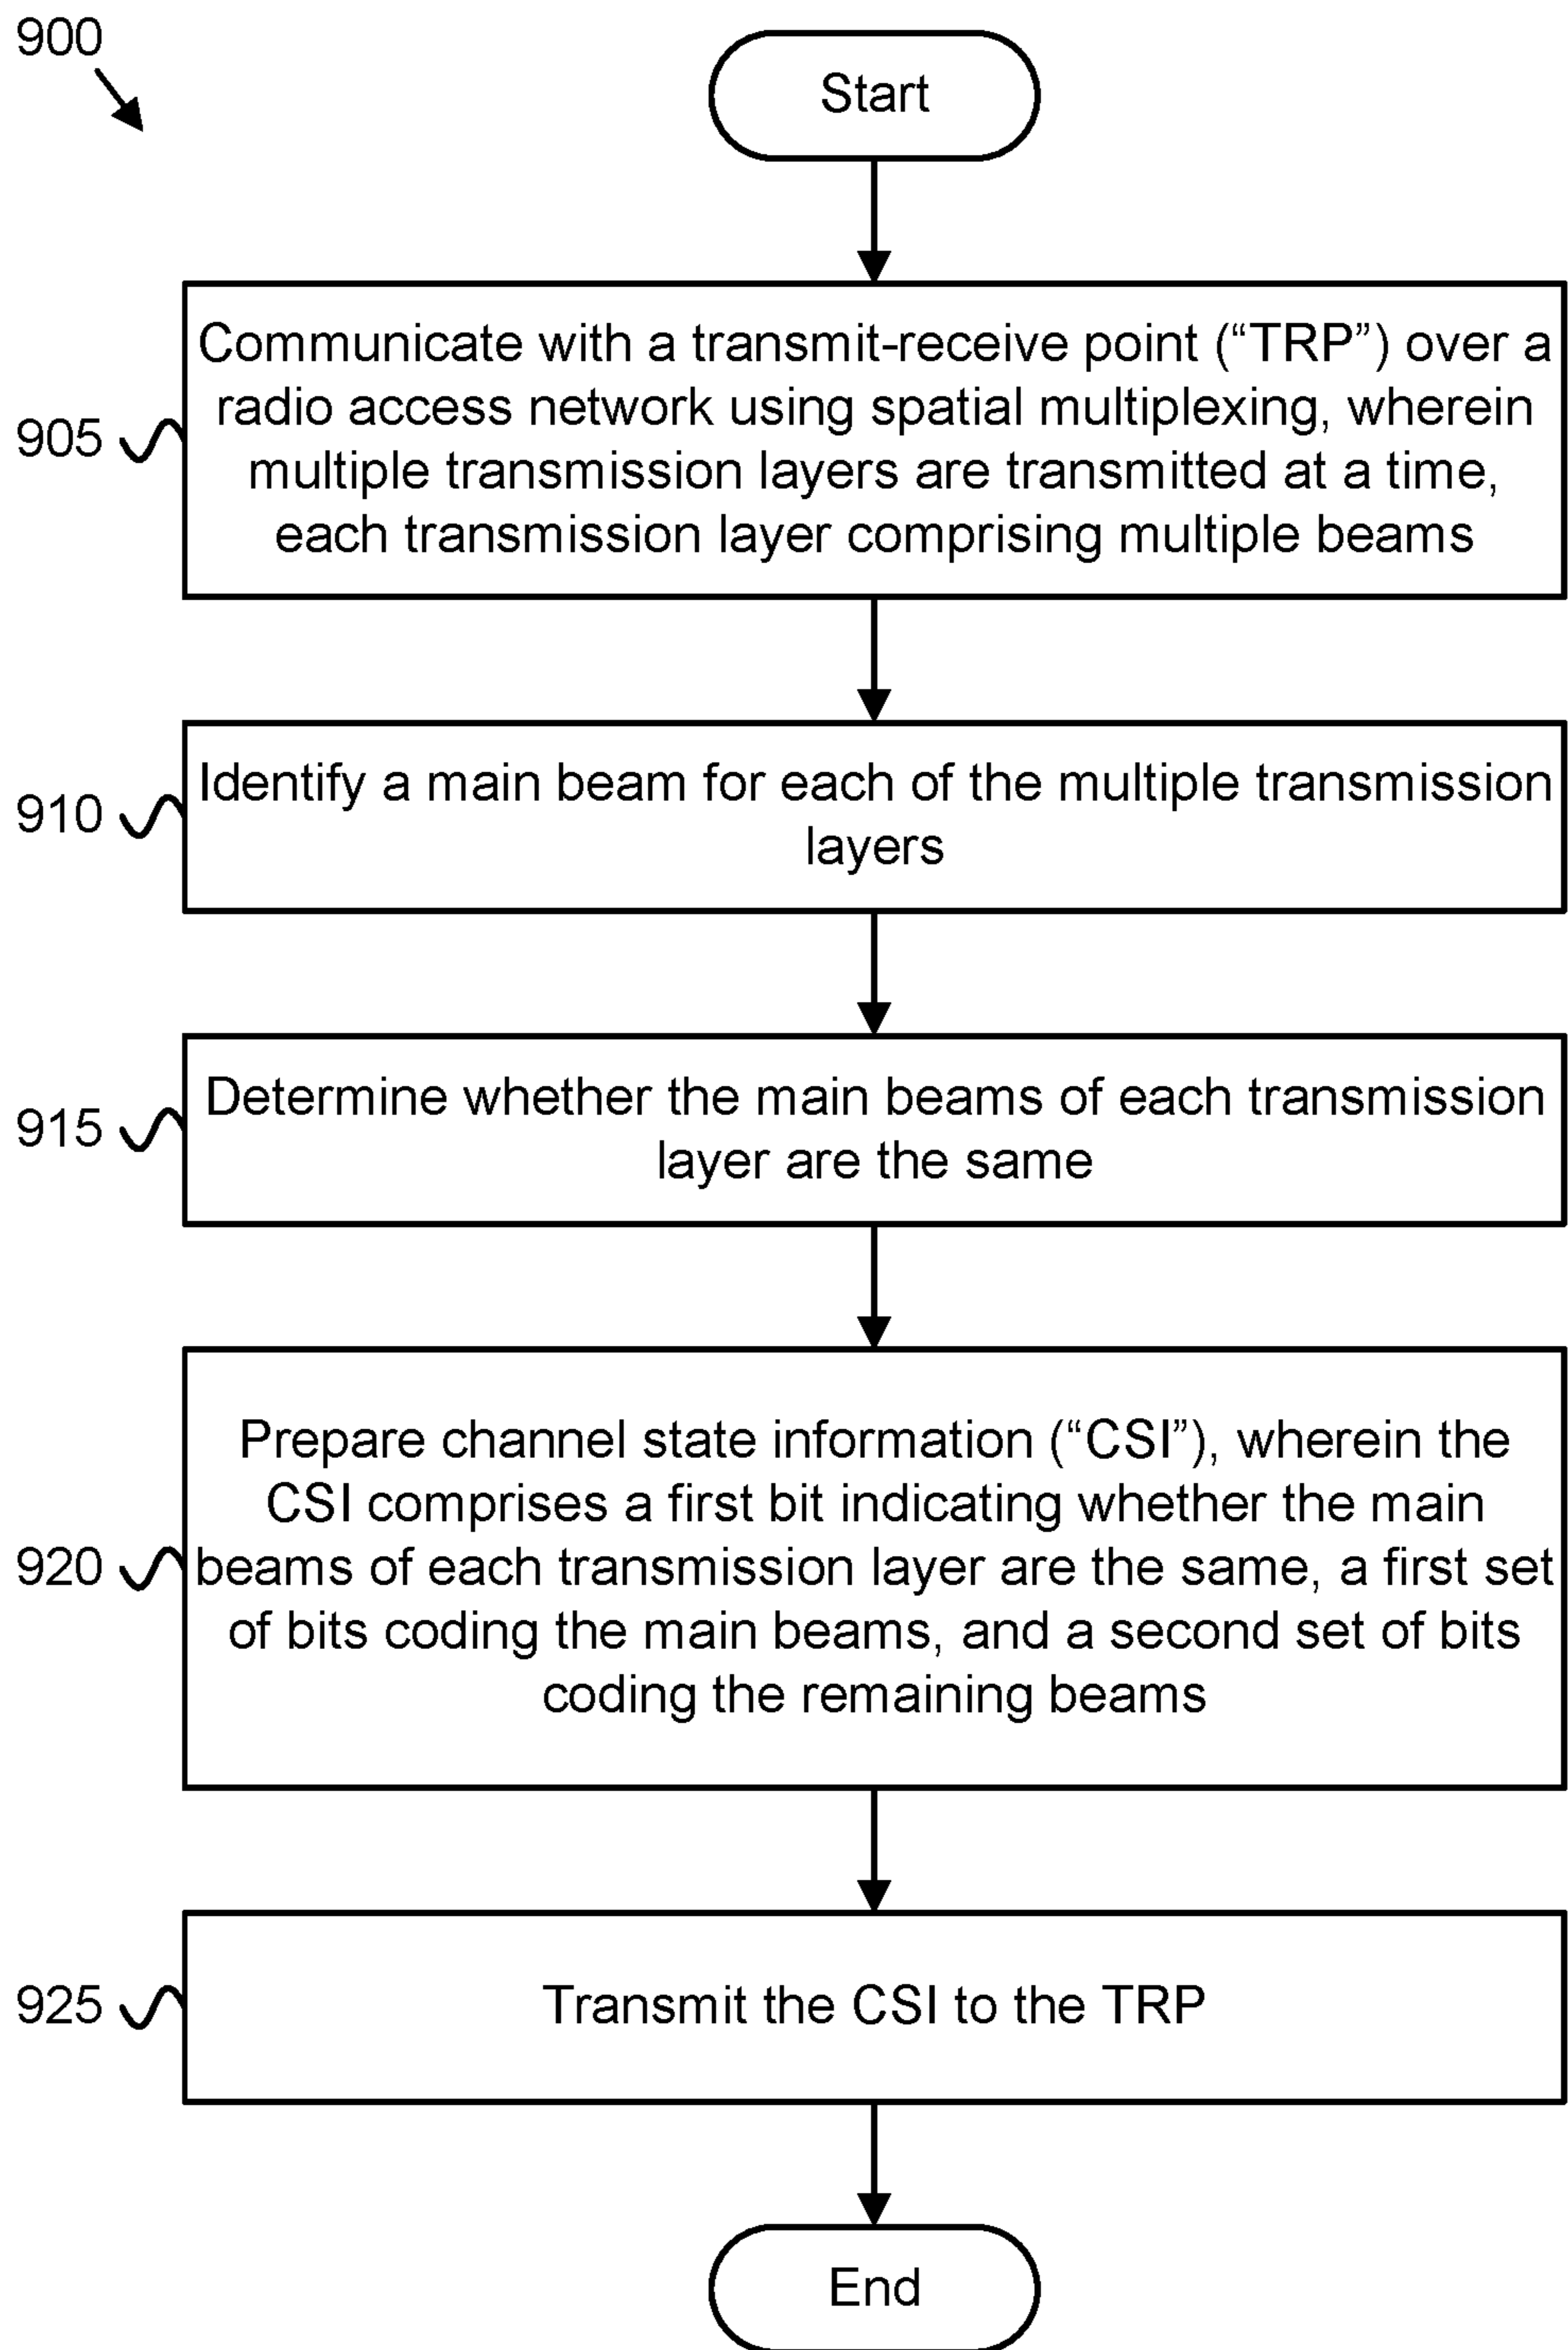 900
Start
Communicate with a transmit-receive point (“TRP”) over a
radio access network using spatial multiplexing, wherein
multiple transmission layers are transmitted at a time,
each transmission layer comprising multiple beams
905
Identify a main beam for each of the multiple transmission
layers
910
Determine whether the main beams of each transmission
layer are the same
915
Prepare channel state information (“CSI”), wherein the
CSI comprises a first bit indicating whether the main
beams of each transmission layer are the same, a first set
of bits coding the main beams, and a second set of bits
coding the remaining beams
920
Transmit the CSI to the TRP
925
End